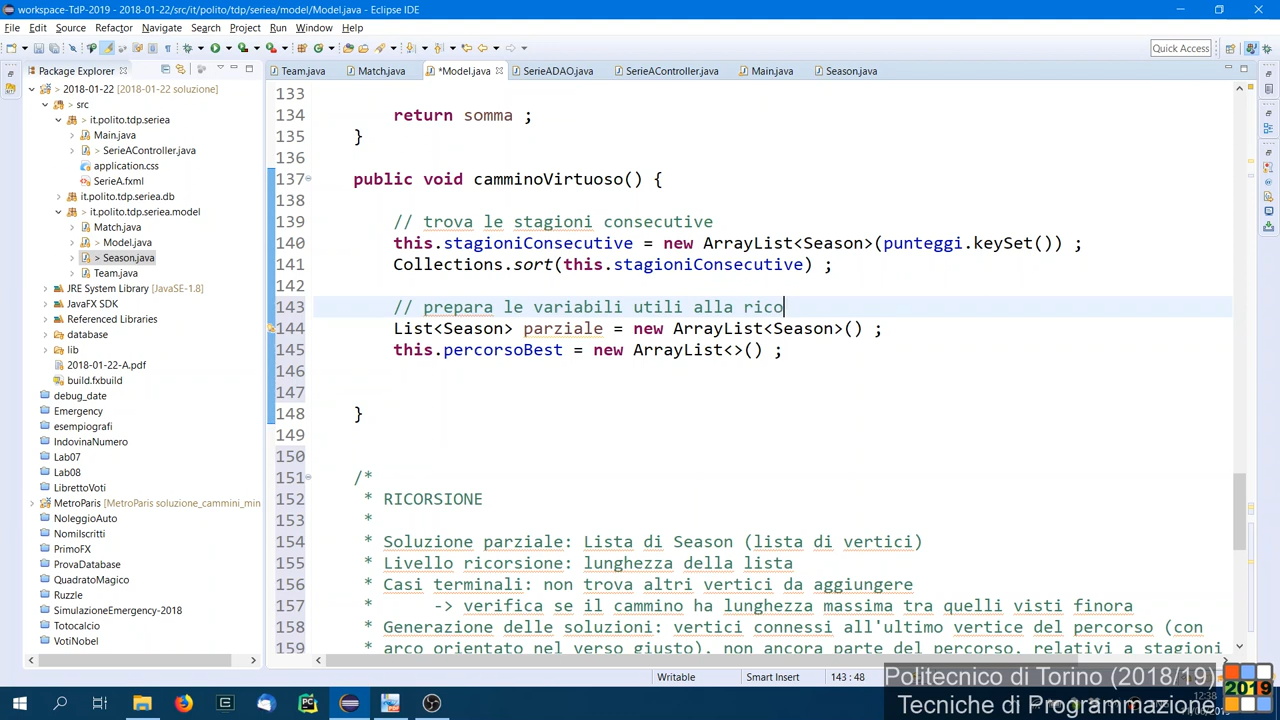 workspace-TdP-2019 - 2018-01-22/src/it/polito/tdp/seriea/model/Model.java - Eclipse IDE
File Edit Source Refactor Navigate Search Project Run Window Help
Quick Access
Package Explorer
Team.java Match.java *Model.java SerieADAO.java SerieAController.java Main.java Season.java
> 2018-01-22 [2018-01-22 soluzione]
> src
it.polito.tdp.seriea
Main.java
> SerieAController.java
application.css
SerieA.fxml
it.polito.tdp.seriea.db
it.polito.tdp.seriea.model
Match.java
> Model.java
> Season.java
Team.java
JRE System Library [JavaSE-1.8]
JavaFX SDK
Referenced Libraries
database
lib
2018-01-22-A.pdf
build.fxbuild
debug_date
Emergency
esempiografi
IndovinaNumero
Lab07
Lab08
LibrettoVoti
MetroParis [MetroParis soluzione_cammini_min
NoleggioAuto
NomiIscritti
PrimoFX
ProvaDatabase
QuadratoMagico
Ruzzle
SimulazioneEmergency-2018
Totocalcio
VotiNobel
133
134 return somma ;
135 }
136
137 public void camminoVirtuoso() {
138
139 // trova le stagioni consecutive
140 this.stagioniConsecutive = new ArrayList<Season>(punteggi.keySet()) ;
141 Collections.sort(this.stagioniConsecutive) ;
142
143 // prepara le variabili utili alla rico
144 List<Season> parziale = new ArrayList<Season>() ;
145 this.percorsoBest = new ArrayList<>() ;
146
147
148 }
149
150
151 /*
152 * RICORSIONE
153 *
154 * Soluzione parziale: Lista di Season (lista di vertici)
155 * Livello ricorsione: lunghezza della lista
156 * Casi terminali: non trova altri vertici da aggiungere
157 * -> verifica se il cammino ha lunghezza massima tra quelli visti finora
158 * Generazione delle soluzioni: vertici connessi all'ultimo vertice del percorso (con
159 * arco orientato nel verso giusto), non ancora parte del percorso, relativi a stagioni
Writable Smart Insert 143 : 48
Politecnico di Torino (2018/19)
Tecniche di Programmazione
2019
12:38